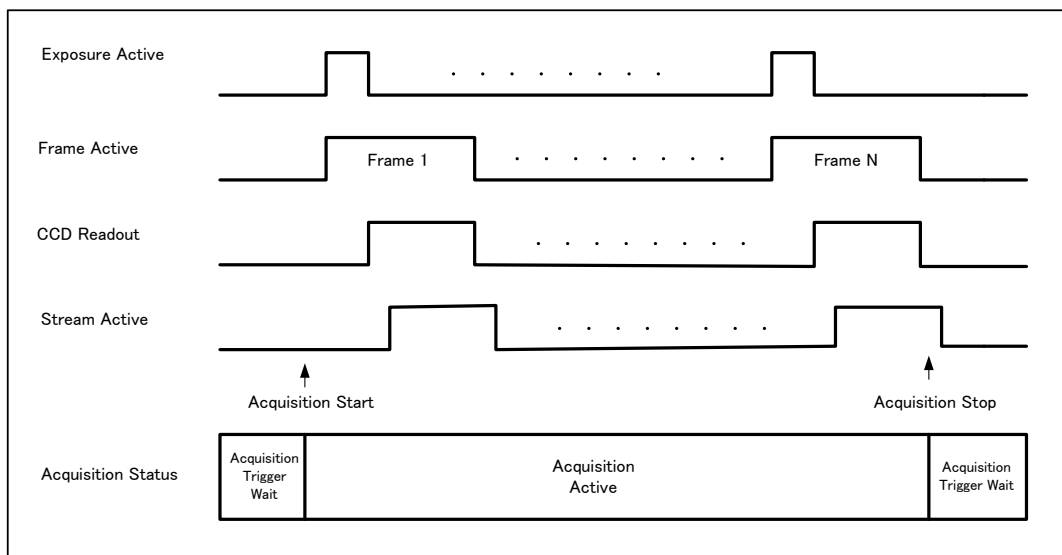 Exposure Active
Frame Active
Frame 1
Frame N
CCD Readout
Stream Active
Acquisition Start
Acquisition Stop
Acquisition Status
Acquisition
Trigger
Wait
Acquisition
Active
Acquisition
Trigger Wait